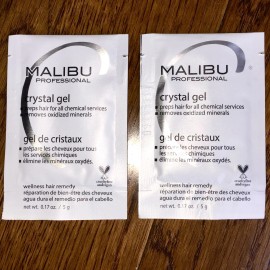 MALIBU
PROFESSIONAL
crystal gel
• preps hair for all chemical services
• removes oxidized minerals
gel de cristaux
• prépare les cheveux pour tous
les services chimiques
• élimine les minéraux oxydés.
wellness hair remedy
réparation de bien-être des cheveux
agua dura remedio para el cabello
net wt. 0.17 oz. / 5 g
MALIBU
PROFESSIONAL
crystal gel
• preps hair for all chemical services
• removes oxidized minerals
gel de cristaux
• prépare les cheveux pour tous
les services chimiques
• élimine les minéraux oxydés.
wellness hair remedy
réparation de bien-être des cheveux
agua dura remedio para el cabello
net wt. 0.17 oz. / 5 g